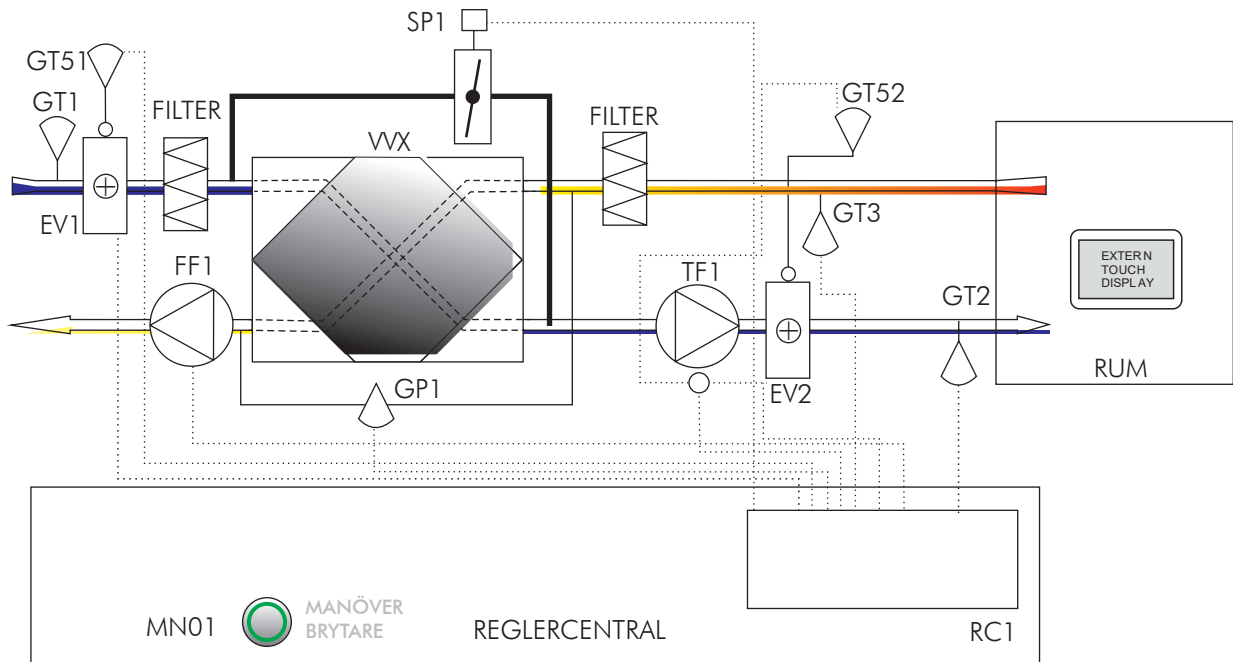 SP1
GT51
GT1
FILTER
VVX
FILTER
GT52
EV1
GT3
EXTERN
TOUCH
DISPLAY
FF1
TF1
GT2
GP1
EV2
RUM
MN01
MANÖVER
BRYTARE
REGLERCENTRAL
RC1